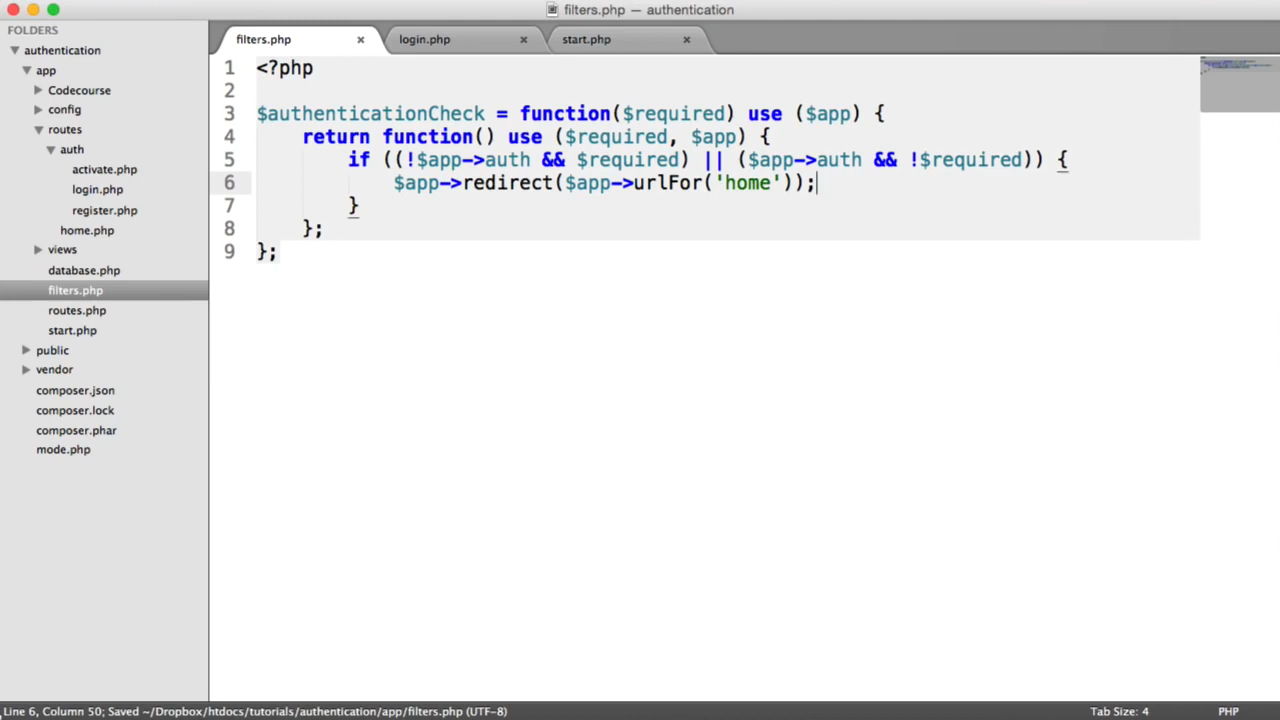 filters.php — authentication
FOLDERS
authentication
app
Codecourse
config
routes
auth
activate.php
login.php
register.php
home.php
views
database.php
filters.php
routes.php
start.php
public
vendor
composer.json
composer.lock
composer.phar
mode.php
filters.php × login.php × start.php ×
1 <?php
2
3 $authenticationCheck = function($required) use ($app) {
4 return function() use ($required, $app) {
5 if ((!$app->auth && $required) || ($app->auth && !$required)) {
6 $app->redirect($app->urlFor('home'));
7 }
8 };
9 };
Line 6, Column 50; Saved ~/Dropbox/htdocs/tutorials/authentication/app/filters.php (UTF-8) Tab Size: 4 PHP